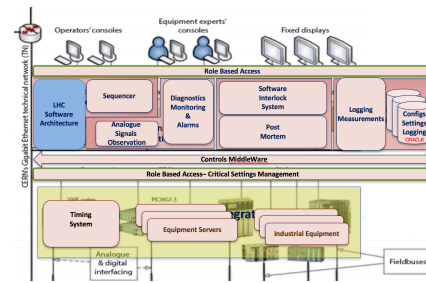 Operators'
consoles
Equipment experts'
consoles
Fixed displays
CERN's Gigabit Ethernet technical network (TN)
Role Based Access
LHC
Software
Architecture
Sequencer
Analogue
Signals
Observation
Diagnostics
Monitoring
& Alarms
Software
Interlock
System
Post
Mortem
Logging
Measurements
Configs
Settings
Logging
ORACLE
Controls MiddleWare
Role Based Access– Critical Settings Management
Timing
System
PICMG1.3
Equipment Servers
Industrial Equipment
Analogue
& digital
interfacing
Fieldbuses